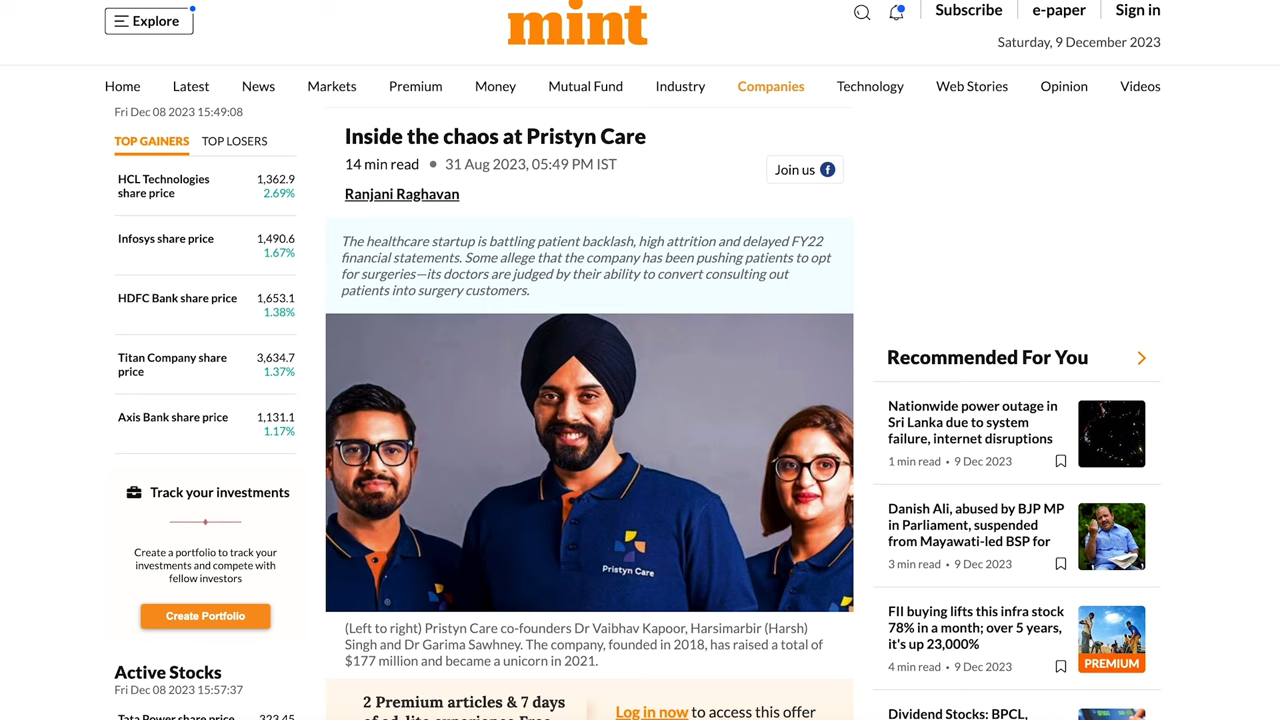 Explore
mint
Subscribe
e-paper
Sign in
Saturday, 9 December 2023
Home
Latest
News
Markets
Premium
Money
Mutual Fund
Industry
Companies
Technology
Web Stories
Opinion
Videos
Fri Dec 08 2023 15:49:08
TOP GAINERS
TOP LOSERS
HCL Technologies
share price
1,362.9
2.69%
Infosys share price
1,490.6
1.67%
HDFC Bank share price
1,653.1
1.38%
Titan Company share
price
3,634.7
1.37%
Axis Bank share price
1,131.1
1.17%
Track your investments
Create a portfolio to track your
investments and compete with
fellow investors
Create Portfolio
Active Stocks
Fri Dec 08 2023 15:57:37
Tata Power share price
323.45
Inside the chaos at Pristyn Care
14 min read
31 Aug 2023, 05:49 PM IST
Ranjani Raghavan
Join us
The healthcare startup is battling patient backlash, high attrition and delayed FY22
financial statements. Some allege that the company has been pushing patients to opt
for surgeries—its doctors are judged by their ability to convert consulting out
patients into surgery customers.
Pristyn Care
(Left to right) Pristyn Care co-founders Dr Vaibhav Kapoor, Harsimarbir (Harsh)
Singh and Dr Garima Sawhney. The company, founded in 2018, has raised a total of
$177 million and became a unicorn in 2021.
2 Premium articles & 7 days
of ad-lite experience Free
Log in now to access this offer
Recommended For You
Nationwide power outage in
Sri Lanka due to system
failure, internet disruptions
1 min read • 9 Dec 2023
Danish Ali, abused by BJP MP
in Parliament, suspended
from Mayawati-led BSP for
3 min read • 9 Dec 2023
FII buying lifts this infra stock
78% in a month; over 5 years,
it's up 23,000%
4 min read • 9 Dec 2023
PREMIUM
Dividend Stocks: BPCL,